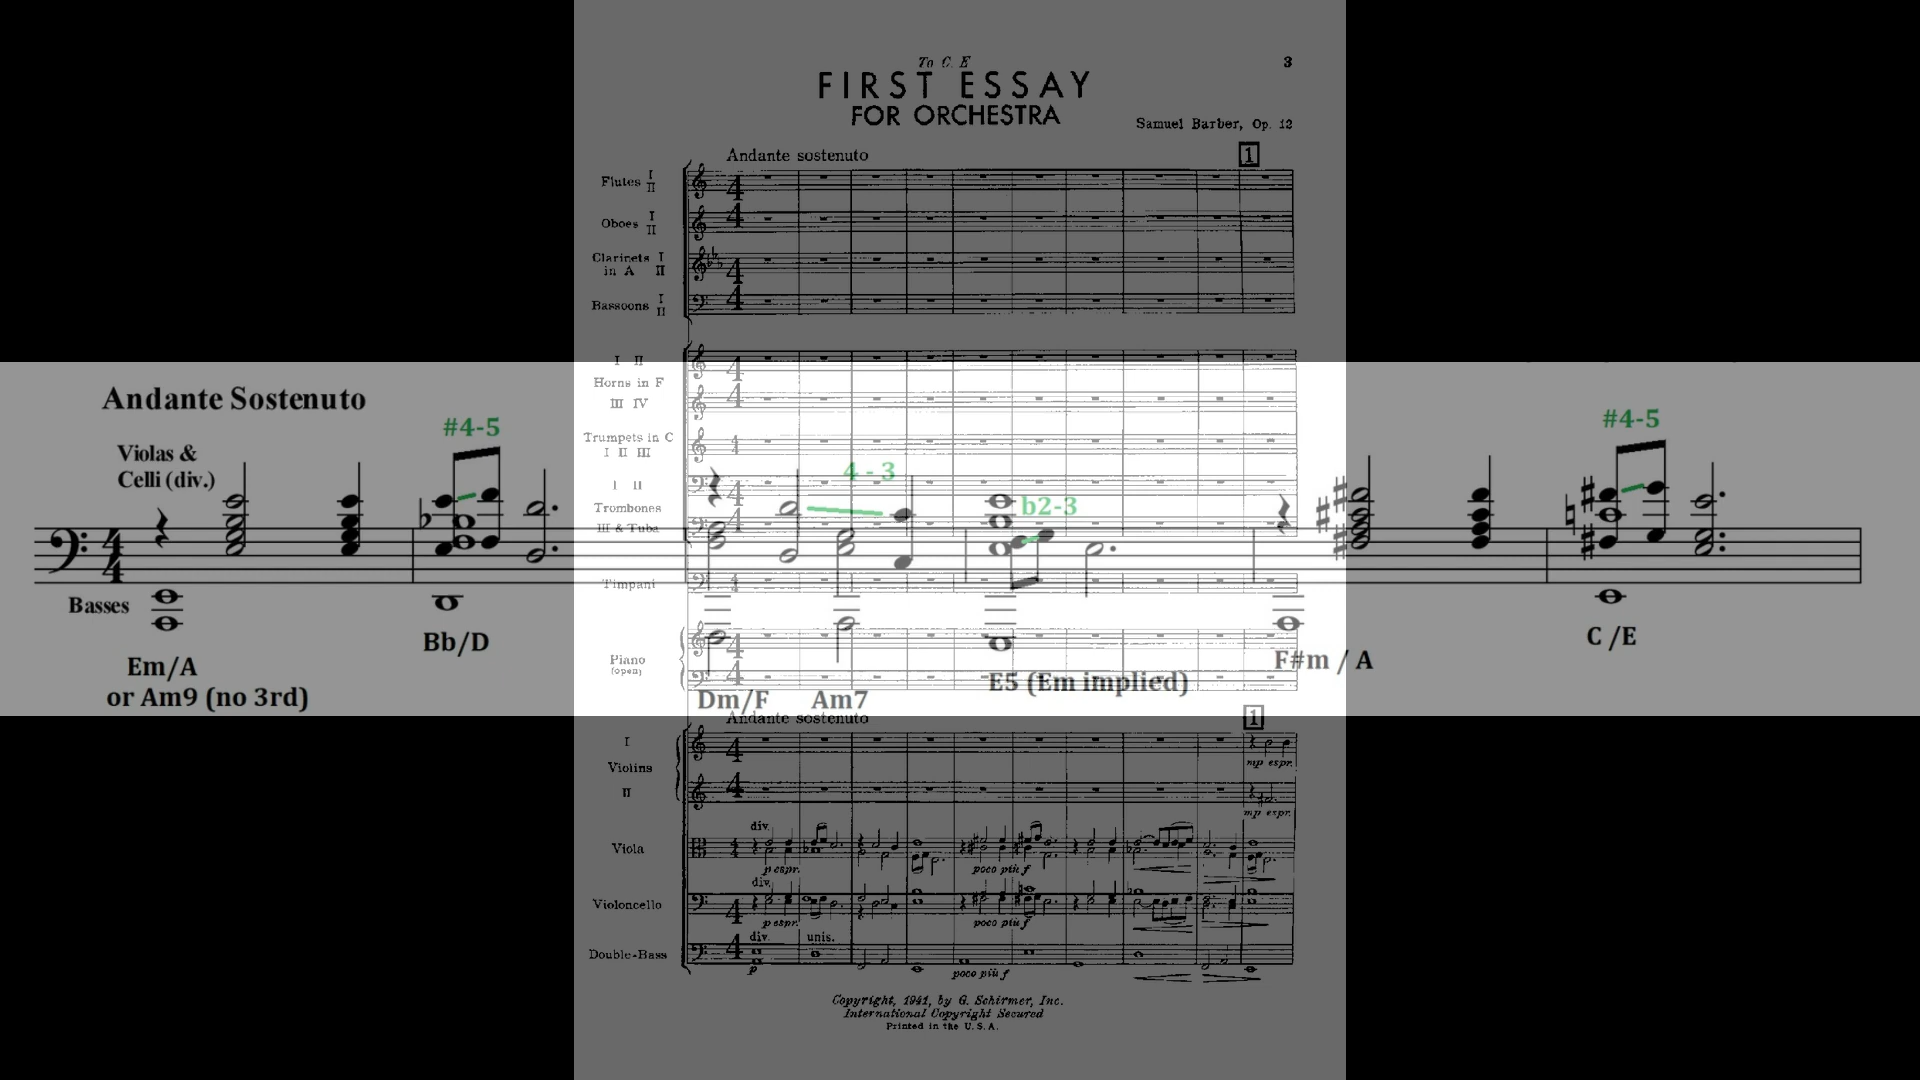 To C. E
3
FIRST ESSAY
FOR ORCHESTRA
Samuel Barber, Op. 12
Andante sostenuto
1
Flutes I II
Oboes I II
Clarinets I
in A II
Bassoons I II
I II
Horns in F
III IV
Trumpets in C
I II III
I II
Trombones
III & Tuba
Timpani
Piano
(open)
Andante Sostenuto
#4-5
4 - 3
b2-3
#4-5
Violas &
Celli (div.)
Basses
Em/A
or Am9 (no 3rd)
Bb/D
Dm/F
Am7
E5 (Em implied)
F#m / A
C /E
Andante sostenuto
1
I
Violins
II
mp espr.
mp espr.
div.
Viola
p espr.
poco più f
div.
Violoncello
p espr.
poco più f
div. unis.
Double-Bass
p
poco più f
Copyright, 1941, by G. Schirmer, Inc.
International Copyright Secured
Printed in the U. S. A.